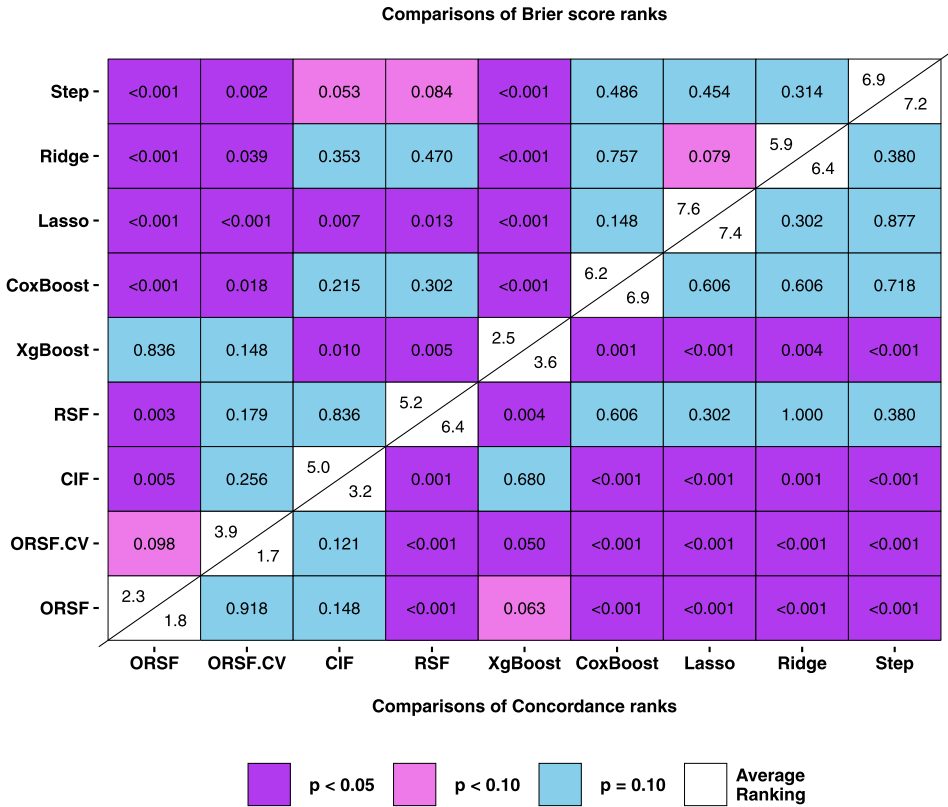 Comparisons of Brier score ranks
Step <0.001 0.002 0.053 0.084 <0.001 0.486 0.454 0.314 6.9 7.2
Ridge <0.001 0.039 0.353 0.470 <0.001 0.757 0.079 5.9 6.4 0.380
Lasso <0.001 <0.001 0.007 0.013 <0.001 0.148 7.6 7.4 0.302 0.877
CoxBoost <0.001 0.018 0.215 0.302 <0.001 6.2 6.9 0.606 0.606 0.718
XgBoost 0.836 0.148 0.010 0.005 2.5 3.6 0.001 <0.001 0.004 <0.001
RSF 0.003 0.179 0.836 5.2 6.4 0.004 0.606 0.302 1.000 0.380
CIF 0.005 0.256 5.0 3.2 0.001 0.680 <0.001 <0.001 0.001 <0.001
ORSF.CV 0.098 3.9 1.7 0.121 <0.001 0.050 <0.001 <0.001 <0.001 <0.001
ORSF 2.3 1.8 0.918 0.148 <0.001 0.063 <0.001 <0.001 <0.001 <0.001
ORSF ORSF.CV CIF RSF XgBoost CoxBoost Lasso Ridge Step
Comparisons of Concordance ranks
p < 0.05 p < 0.10 p = 0.10 Average
Ranking